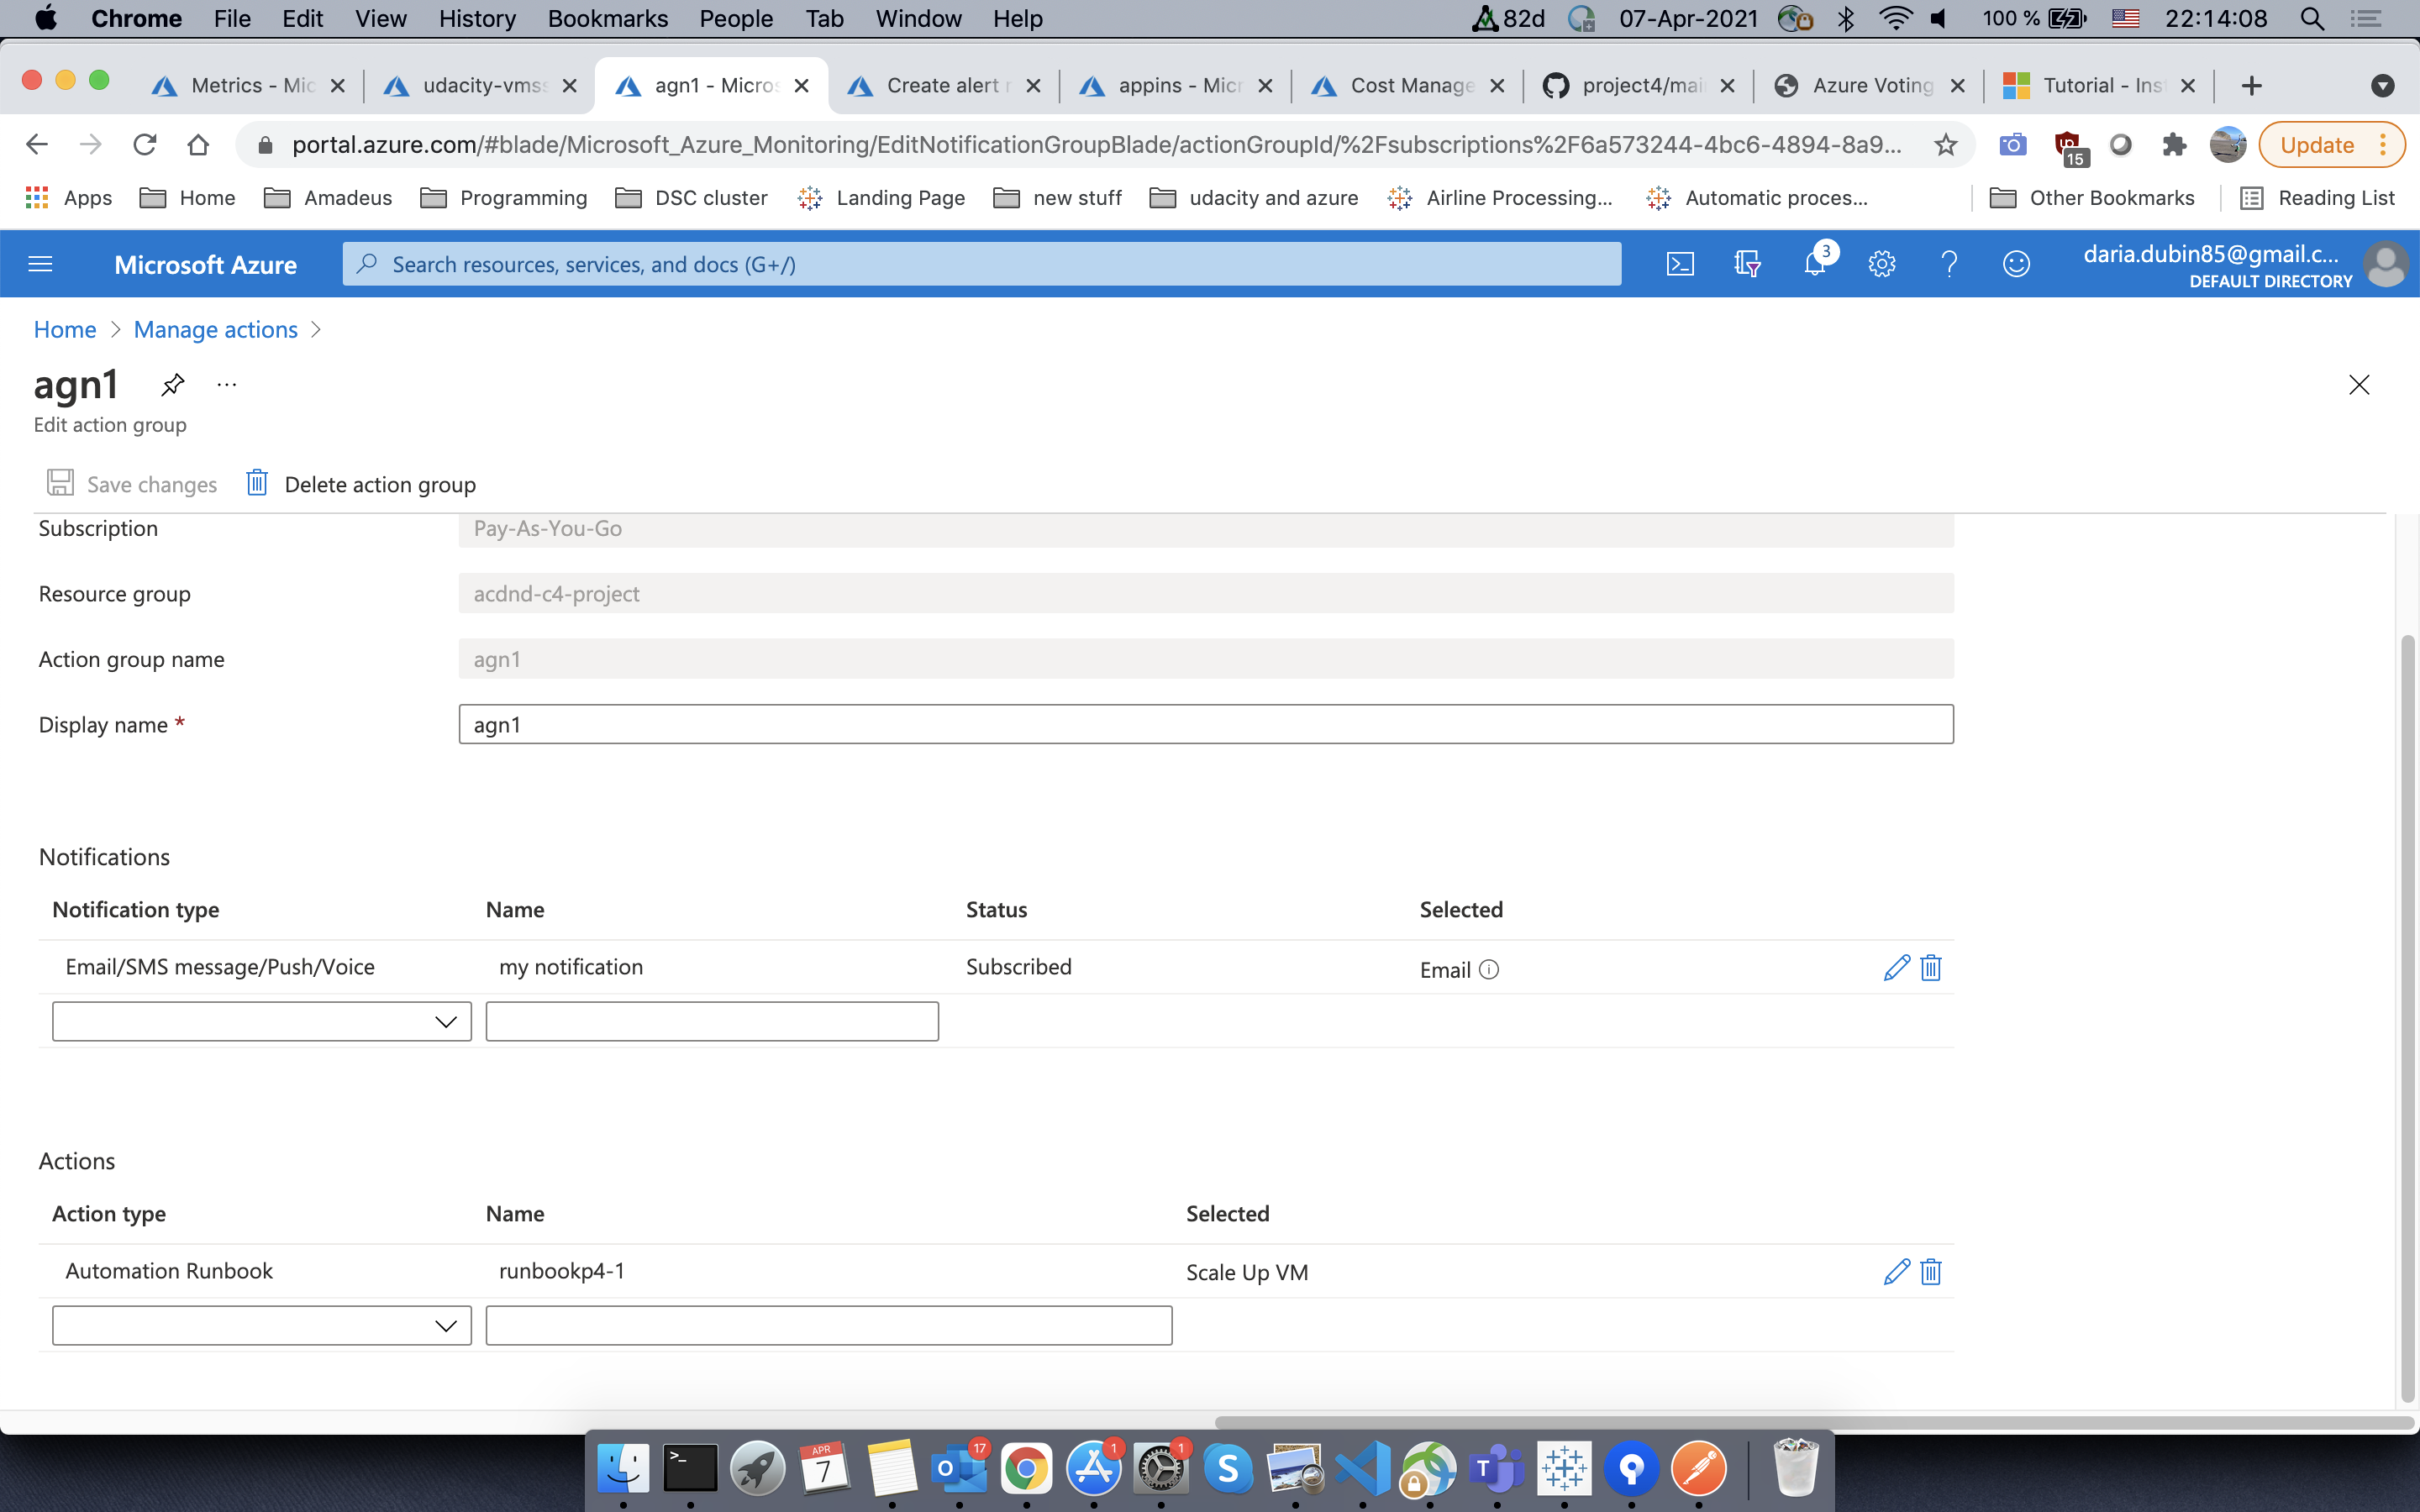 Chrome File Edit View History Bookmarks People Tab Window Help 82d 07-Apr-2021 100 % 22:14:08
Metrics - Mic udacity-vmss agn1 - Micros Create alert r appins - Micr Cost Manage project4/mai Azure Voting Tutorial - Ins
portal.azure.com/#blade/Microsoft_Azure_Monitoring/EditNotificationGroupBlade/actionGroupId/%2Fsubscriptions%2F6a573244-4bc6-4894-8a9... 15 Update
Apps Home Amadeus Programming DSC cluster Landing Page new stuff udacity and azure Airline Processing... Automatic proces... Other Bookmarks Reading List
Microsoft Azure Search resources, services, and docs (G+/) 3 daria.dubin85@gmail.c...
DEFAULT DIRECTORY
Home > Manage actions >
agn1 ...
Edit action group
Save changes Delete action group
Subscription Pay-As-You-Go
Resource group acdnd-c4-project
Action group name agn1
Display name * agn1
Notifications
Notification type Name Status Selected
Email/SMS message/Push/Voice my notification Subscribed Email
Actions
Action type Name Selected
Automation Runbook runbookp4-1 Scale Up VM
APR 17 1 1
7